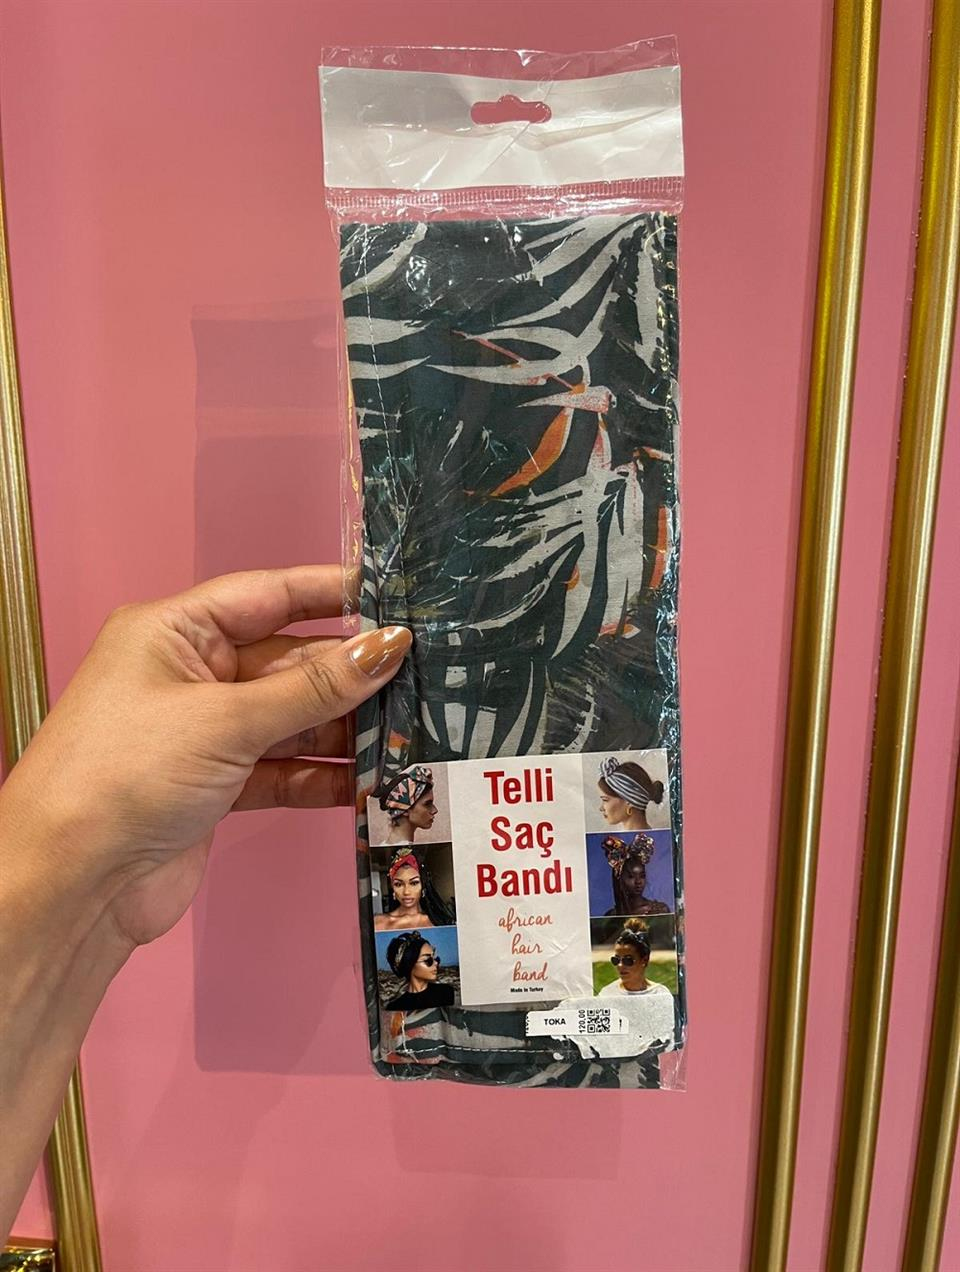 Telli
Saç
Bandı
african
hair
band
Made in Turkey
TOKA
120,00